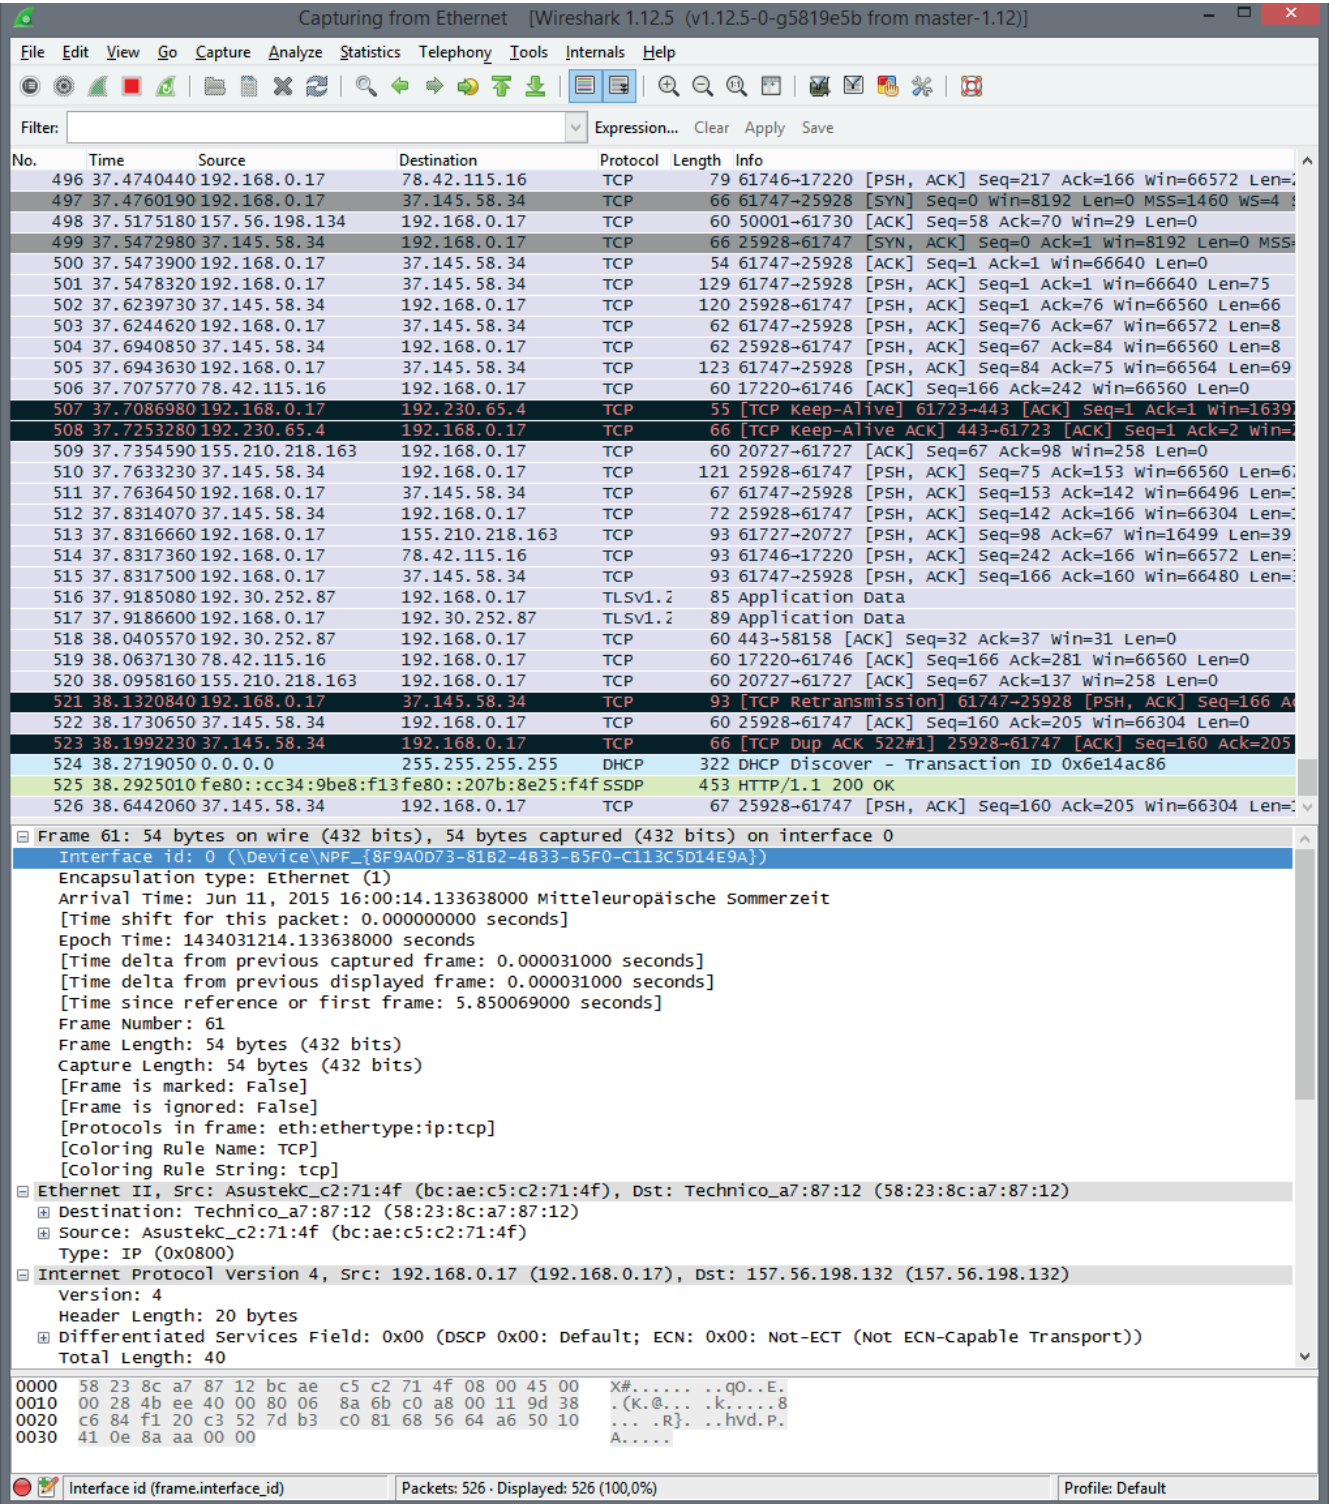 Capturing from Ethernet [Wireshark 1.12.5 (v1.12.5-0-g5819e5b from master-1.12)]
File Edit View Go Capture Analyze Statistics Telephony Tools Internals Help
Filter: Expression... Clear Apply Save
No. Time Source Destination Protocol Length Info
496 37.4740440 192.168.0.17 78.42.115.16 TCP 79 61746→17220 [PSH, ACK] Seq=217 Ack=166 Win=66572 Len=
497 37.4760190 192.168.0.17 37.145.58.34 TCP 66 61747→25928 [SYN] Seq=0 Win=8192 Len=0 MSS=1460 WS=4
498 37.5175180 157.56.198.134 192.168.0.17 TCP 60 50001→61730 [ACK] Seq=58 Ack=70 Win=29 Len=0
499 37.5472980 37.145.58.34 192.168.0.17 TCP 66 25928→61747 [SYN, ACK] Seq=0 Ack=1 Win=8192 Len=0 MSS=
500 37.5473900 192.168.0.17 37.145.58.34 TCP 54 61747→25928 [ACK] Seq=1 Ack=1 Win=66640 Len=0
501 37.5478320 192.168.0.17 37.145.58.34 TCP 129 61747→25928 [PSH, ACK] Seq=1 Ack=1 Win=66640 Len=75
502 37.6239730 37.145.58.34 192.168.0.17 TCP 120 25928→61747 [PSH, ACK] Seq=1 Ack=76 Win=66560 Len=66
503 37.6244620 192.168.0.17 37.145.58.34 TCP 62 61747→25928 [PSH, ACK] Seq=76 Ack=67 Win=66572 Len=8
504 37.6940850 37.145.58.34 192.168.0.17 TCP 62 25928→61747 [PSH, ACK] Seq=67 Ack=84 Win=66560 Len=8
505 37.6943630 192.168.0.17 37.145.58.34 TCP 123 61747→25928 [PSH, ACK] Seq=84 Ack=75 Win=66564 Len=69
506 37.7075770 78.42.115.16 192.168.0.17 TCP 60 17220→61746 [ACK] Seq=166 Ack=242 Win=66560 Len=0
507 37.7086980 192.168.0.17 192.230.65.4 TCP 55 [TCP Keep-Alive] 61723→443 [ACK] Seq=1 Ack=1 Win=16397
508 37.7253280 192.230.65.4 192.168.0.17 TCP 66 [TCP Keep-Alive ACK] 443→61723 [ACK] Seq=1 Ack=2 Win=
509 37.7354590 155.210.218.163 192.168.0.17 TCP 60 20727→61727 [ACK] Seq=67 Ack=98 Win=258 Len=0
510 37.7633230 37.145.58.34 192.168.0.17 TCP 121 25928→61747 [PSH, ACK] Seq=75 Ack=153 Win=66560 Len=67
511 37.7636450 192.168.0.17 37.145.58.34 TCP 67 61747→25928 [PSH, ACK] Seq=153 Ack=142 Win=66496 Len=1
512 37.8314070 37.145.58.34 192.168.0.17 TCP 72 25928→61747 [PSH, ACK] Seq=142 Ack=166 Win=66304 Len=1
513 37.8316660 192.168.0.17 155.210.218.163 TCP 93 61727→20727 [PSH, ACK] Seq=98 Ack=67 Win=16499 Len=39
514 37.8317360 192.168.0.17 78.42.115.16 TCP 93 61746→17220 [PSH, ACK] Seq=242 Ack=166 Win=66572 Len=
515 37.8317500 192.168.0.17 37.145.58.34 TCP 93 61747→25928 [PSH, ACK] Seq=166 Ack=160 Win=66480 Len=
516 37.9185080 192.30.252.87 192.168.0.17 TLSv1.2 85 Application Data
517 37.9186600 192.168.0.17 192.30.252.87 TLSv1.2 89 Application Data
518 38.0405570 192.30.252.87 192.168.0.17 TCP 60 443→58158 [ACK] Seq=32 Ack=37 Win=31 Len=0
519 38.0637130 78.42.115.16 192.168.0.17 TCP 60 17220→61746 [ACK] Seq=166 Ack=281 Win=66560 Len=0
520 38.0958160 155.210.218.163 192.168.0.17 TCP 60 20727→61727 [ACK] Seq=67 Ack=137 Win=258 Len=0
521 38.1320840 192.168.0.17 37.145.58.34 TCP 93 [TCP Retransmission] 61747→25928 [PSH, ACK] Seq=166 A
522 38.1730650 37.145.58.34 192.168.0.17 TCP 60 25928→61747 [ACK] Seq=160 Ack=205 Win=66304 Len=0
523 38.1992230 37.145.58.34 192.168.0.17 TCP 66 [TCP Dup ACK 522#1] 25928→61747 [ACK] Seq=160 Ack=205
524 38.2719050 0.0.0.0 255.255.255.255 DHCP 322 DHCP Discover - Transaction ID 0x6e14ac86
525 38.2925010 fe80::cc34:9be8:f13 fe80::207b:8e25:f4f SSDP 453 HTTP/1.1 200 OK
526 38.6442060 37.145.58.34 192.168.0.17 TCP 67 25928→61747 [PSH, ACK] Seq=160 Ack=205 Win=66304 Len=1
Frame 61: 54 bytes on wire (432 bits), 54 bytes captured (432 bits) on interface 0
Interface id: 0 (\Device\NPF_{8F9A0D73-81B2-4B33-B5F0-C113C5D14E9A})
Encapsulation type: Ethernet (1)
Arrival Time: Jun 11, 2015 16:00:14.133638000 Mitteleuropäische Sommerzeit
[Time shift for this packet: 0.000000000 seconds]
Epoch Time: 1434031214.133638000 seconds
[Time delta from previous captured frame: 0.000031000 seconds]
[Time delta from previous displayed frame: 0.000031000 seconds]
[Time since reference or first frame: 5.850069000 seconds]
Frame Number: 61
Frame Length: 54 bytes (432 bits)
Capture Length: 54 bytes (432 bits)
[Frame is marked: False]
[Frame is ignored: False]
[Protocols in frame: eth:ethertype:ip:tcp]
[Coloring Rule Name: TCP]
[Coloring Rule String: tcp]
Ethernet II, Src: AsustekC_c2:71:4f (bc:ae:c5:c2:71:4f), Dst: Technico_a7:87:12 (58:23:8c:a7:87:12)
Destination: Technico_a7:87:12 (58:23:8c:a7:87:12)
Source: AsustekC_c2:71:4f (bc:ae:c5:c2:71:4f)
Type: IP (0x0800)
Internet Protocol Version 4, Src: 192.168.0.17 (192.168.0.17), Dst: 157.56.198.132 (157.56.198.132)
Version: 4
Header Length: 20 bytes
Differentiated Services Field: 0x00 (DSCP 0x00: Default; ECN: 0x00: Not-ECT (Not ECN-Capable Transport))
Total Length: 40
0000 58 23 8c a7 87 12 bc ae c5 c2 71 4f 08 00 45 00 X#...... ..qO..E.
0010 00 28 4b ee 40 00 80 06 8a 6b c0 a8 00 11 9d 38 .(K.@... .k.....8
0020 c6 84 f1 20 c3 52 7d b3 c0 81 68 56 64 a6 50 10 ... .R}. ..hVd.P.
0030 41 0e 8a aa 00 00 A.....
Interface id (frame.interface_id) Packets: 526 · Displayed: 526 (100,0%) Profile: Default